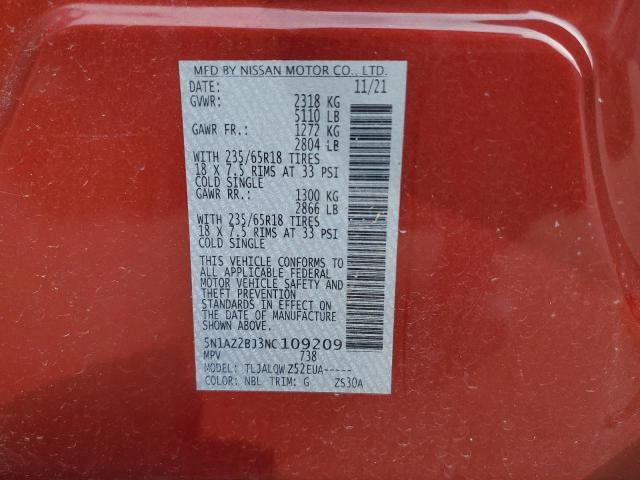 MFD BY NISSAN MOTOR CO., LTD.
DATE: 11/21
GVWR: 2318 KG
5110 LB
GAWR FR.: 1272 KG
2804 LB
WITH 235/65R18 TIRES
18 X 7.5 RIMS AT 33 PSI
COLD SINGLE
GAWR RR.: 1300 KG
2866 LB
WITH 235/65R18 TIRES
18 X 7.5 RIMS AT 33 PSI
COLD SINGLE
THIS VEHICLE CONFORMS TO
ALL APPLICABLE FEDERAL
MOTOR VEHICLE SAFETY AND
THEFT PREVENTION
STANDARDS IN EFFECT ON
THE DATE OF MANUFACTURE
SHOWN ABOVE.
5N1AZ2BJ3NC109209
MPV 738
MODEL: TLJALQW Z52EUA-----
COLOR: NBL TRIM: G ZS30A